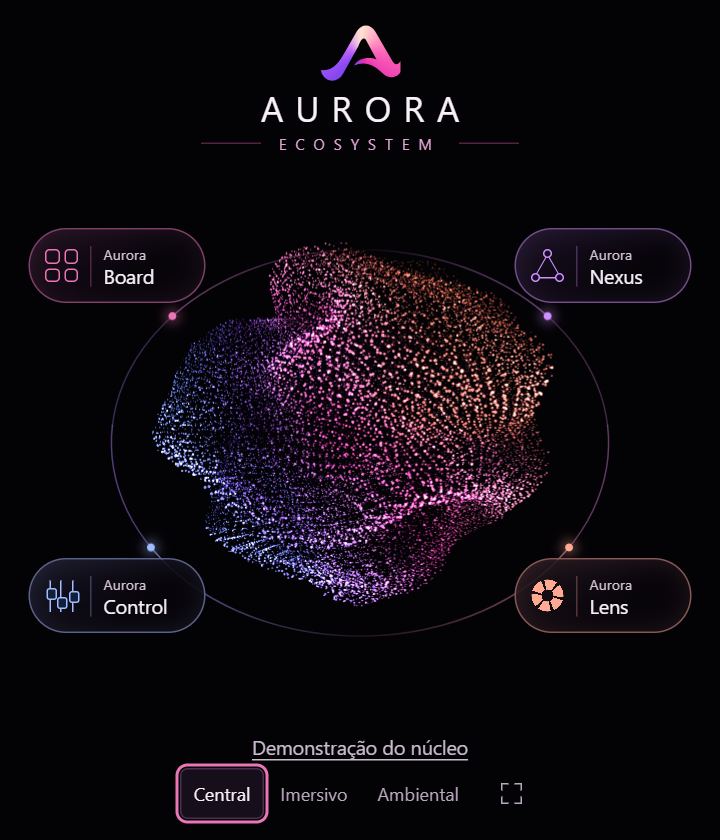 AURORA
ECOSYSTEM
Aurora
Board
Aurora
Nexus
Aurora
Control
Aurora
Lens
Demonstração do núcleo
Central Imersivo Ambiental